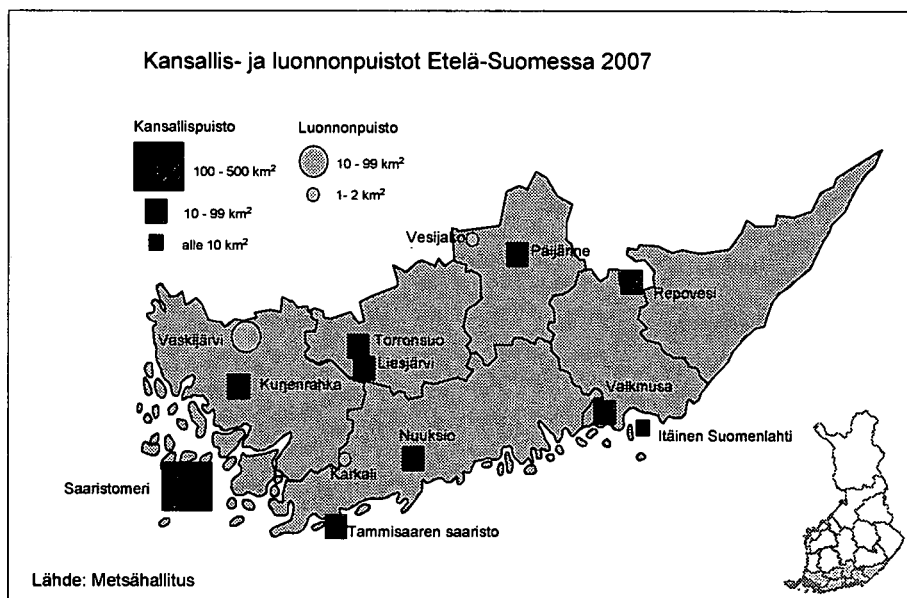 Kansallis- ja luonnonpuistot Etelä-Suomessa 2007
Kansallispuisto
Luonnonpuisto
100 - 500 km²
10 - 99 km²
10 - 99 km²
1- 2 km²
alle 10 km²
Vesijako
Päijänne
Repovesi
Vaskijärvi
Torronsuo
Liesjärvi
Kurjenrahka
Valkmusa
Itäinen Suomenlahti
Nuuksio
Karkali
Saaristomeri
Tammisaaren saaristo
Lähde: Metsähallitus